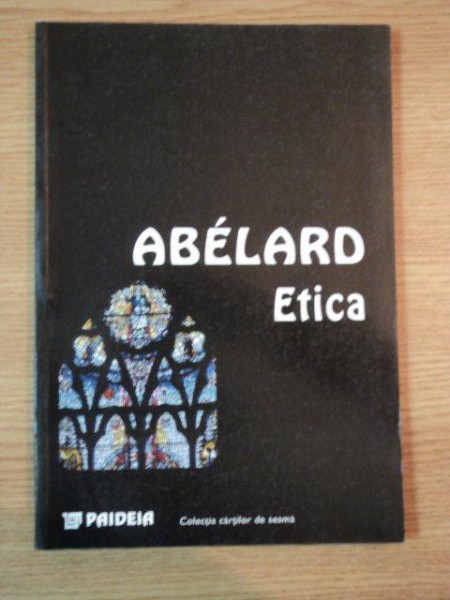 ABÉLARD
Etica
PAIDEIA
Colecția cărților de seamă